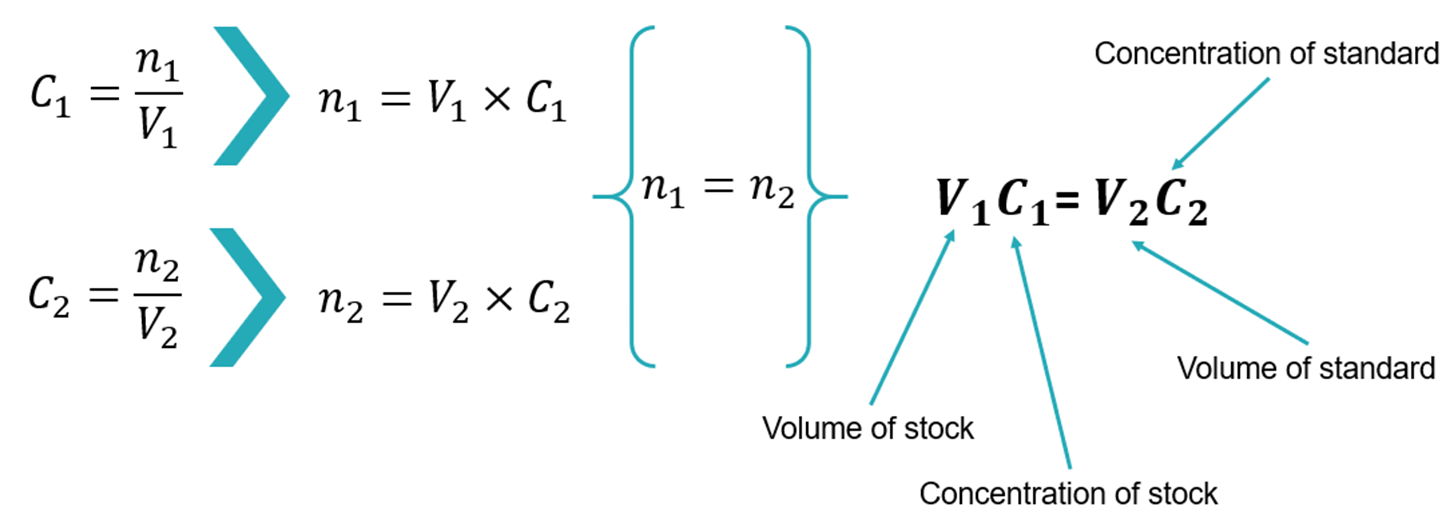 C₁ = n₁/V₁
n₁ = V₁ × C₁
C₂ = n₂/V₂
n₂ = V₂ × C₂
n₁ = n₂
Concentration of standard
V₁C₁= V₂C₂
Volume of standard
Volume of stock
Concentration of stock